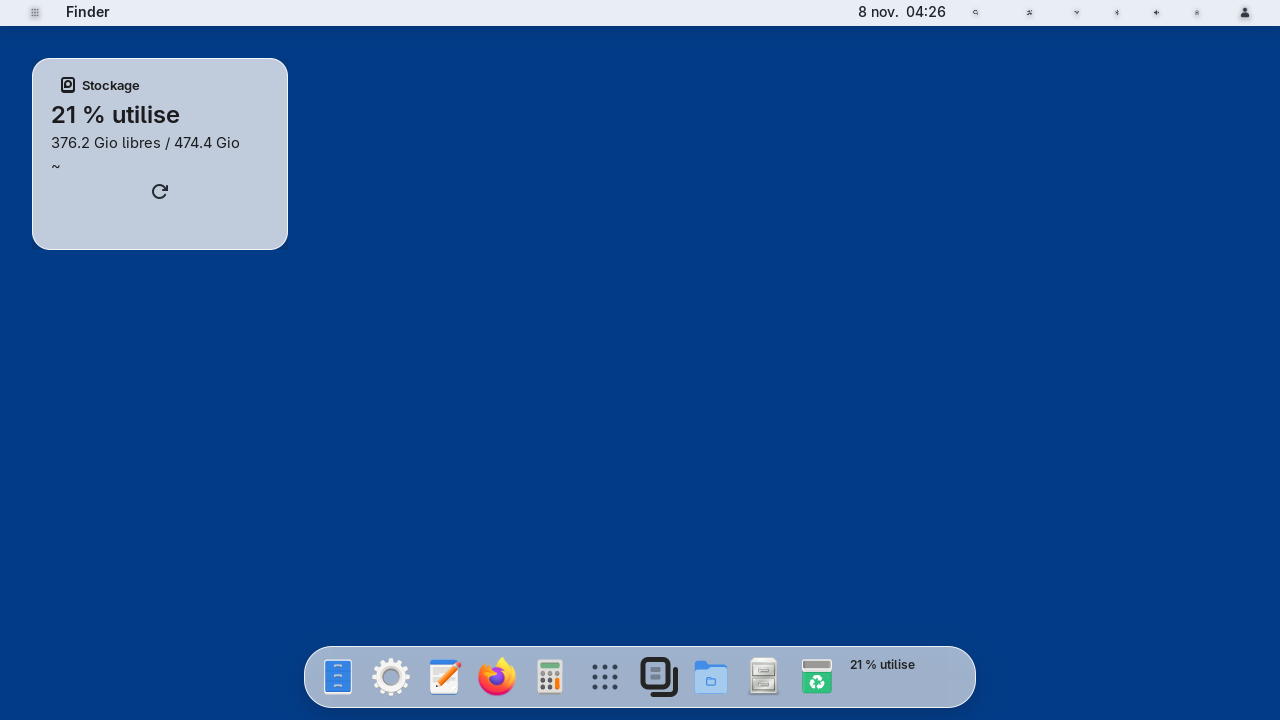 Finder
8 nov. 04:26
Stockage
21 % utilise
376.2 Gio libres / 474.4 Gio
~
21 % utilise